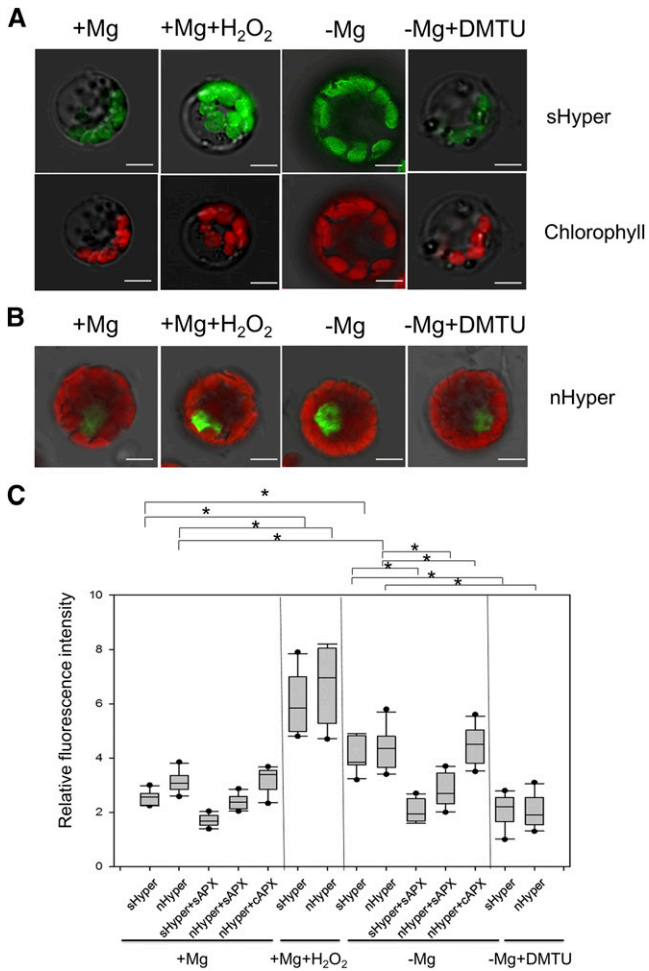 A
+Mg +Mg+H₂O₂ -Mg -Mg+DMTU
sHyper
Chlorophyll
B
+Mg +Mg+H₂O₂ -Mg -Mg+DMTU
nHyper
C
*
*
* *
* *
* *
*
Relative fluorescence intensity
10
8
6
4
2
0
sHyper nHyper sHyper+sAPX nHyper+sAPX nHyper+cAPX sHyper nHyper sHyper nHyper sHyper+sAPX nHyper+sAPX nHyper+cAPX sHyper nHyper
+Mg +Mg+H₂O₂ -Mg -Mg+DMTU